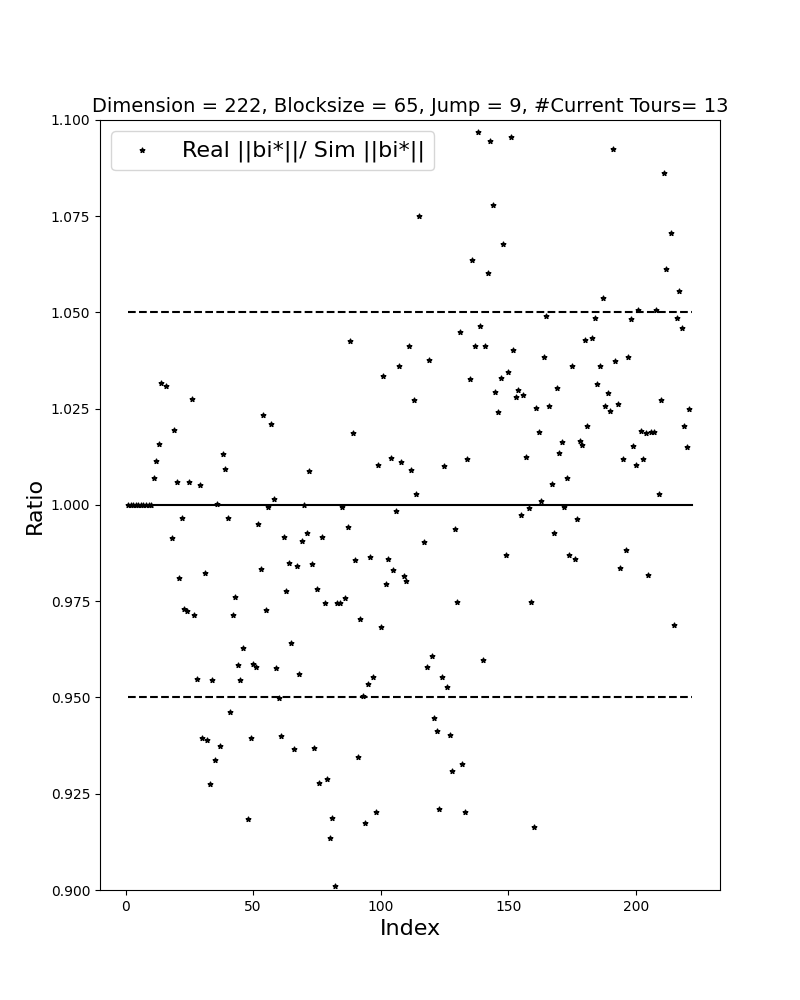 Dimension = 222, Blocksize = 65, Jump = 9, #Current Tours= 13
1.100
Real ||bi*||/ Sim ||bi*||
1.075
1.050
1.025
1.000
0.975
0.950
0.925
0.900
Ratio
0 50 100 150 200
Index